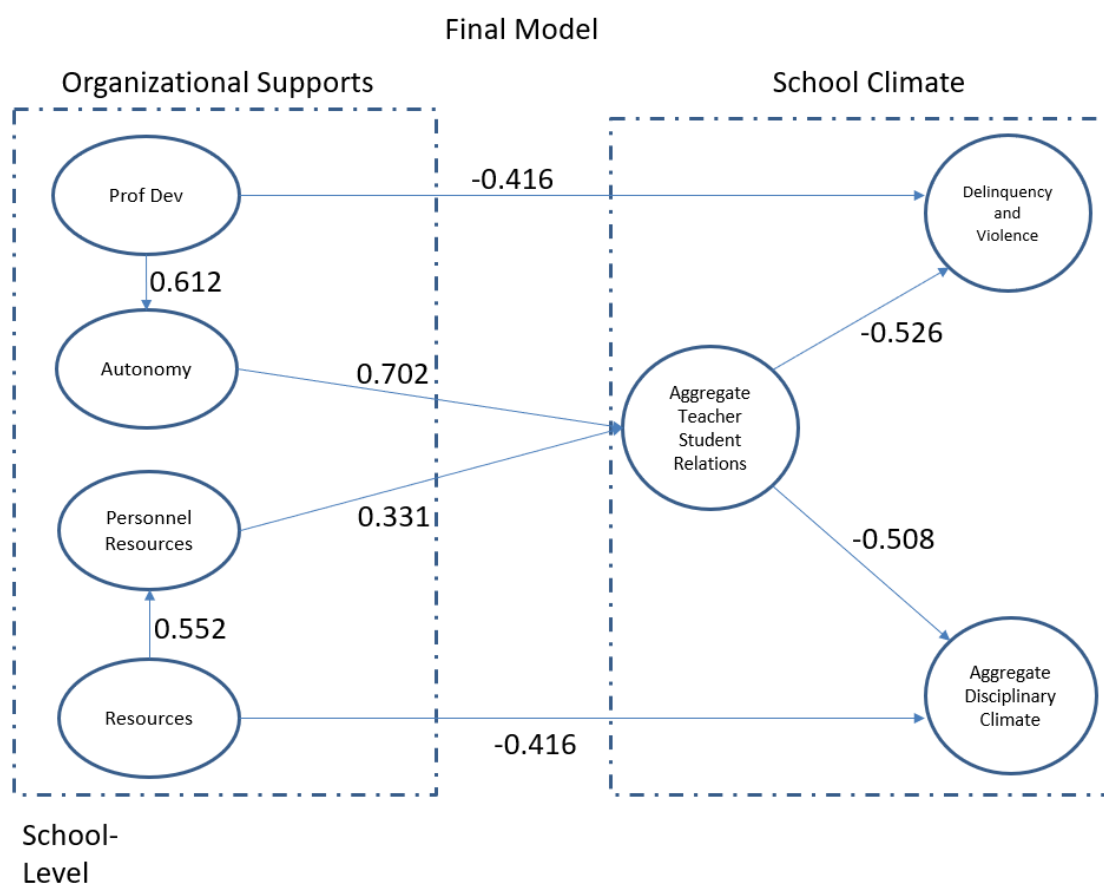 Final Model
Organizational Supports
School Climate
Prof Dev
-0.416
Delinquency
and
Violence
0.612
Autonomy
0.702
-0.526
Aggregate
Teacher
Student
Relations
Personnel
Resources
0.331
-0.508
0.552
Resources
-0.416
Aggregate
Disciplinary
Climate
School-
Level